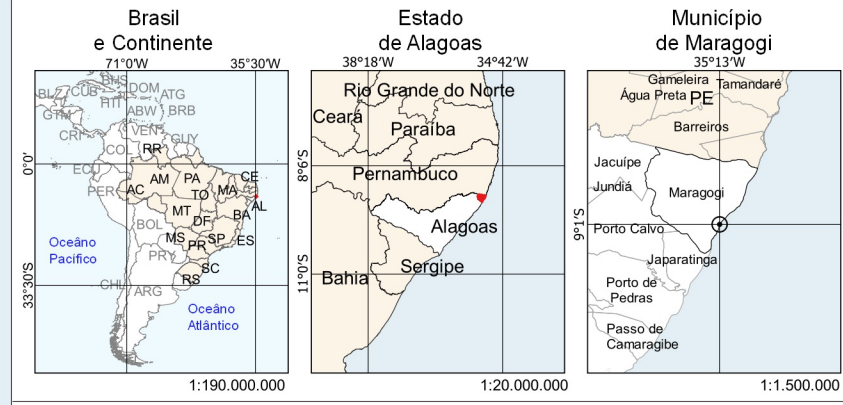 Brasil
e Continente
71°0'W
35°30'W
0°0'
33°30'S
BHS
DOM
ATG
BLZ
CUB
HTI
GTM
ABW
BRB
CRI
VEN
GUY
COL
RR
ECU
AM
PA
CE
PER
AC
TO
MA
AL
MT
BA
BOL
DF
MS
SP
ES
PR
PRY
SC
RS
CHL
ARG
Oceâno
Pacífico
Oceâno
Atlântico
1:190.000.000
Estado
de Alagoas
38°18'W
34°42'W
8°6'S
11°0'S
Rio Grande do Norte
Ceará
Paraíba
Pernambuco
Alagoas
Sergipe
Bahia
1:20.000.000
Município
de Maragogi
35°13'W
9°1'S
Gameleira
Tamandaré
Água Preta
PE
Barreiros
Jacuípe
Jundiá
Maragogi
Porto Calvo
Japaratinga
Porto de
Pedras
Passo de
Camaragibe
1:1.500.000